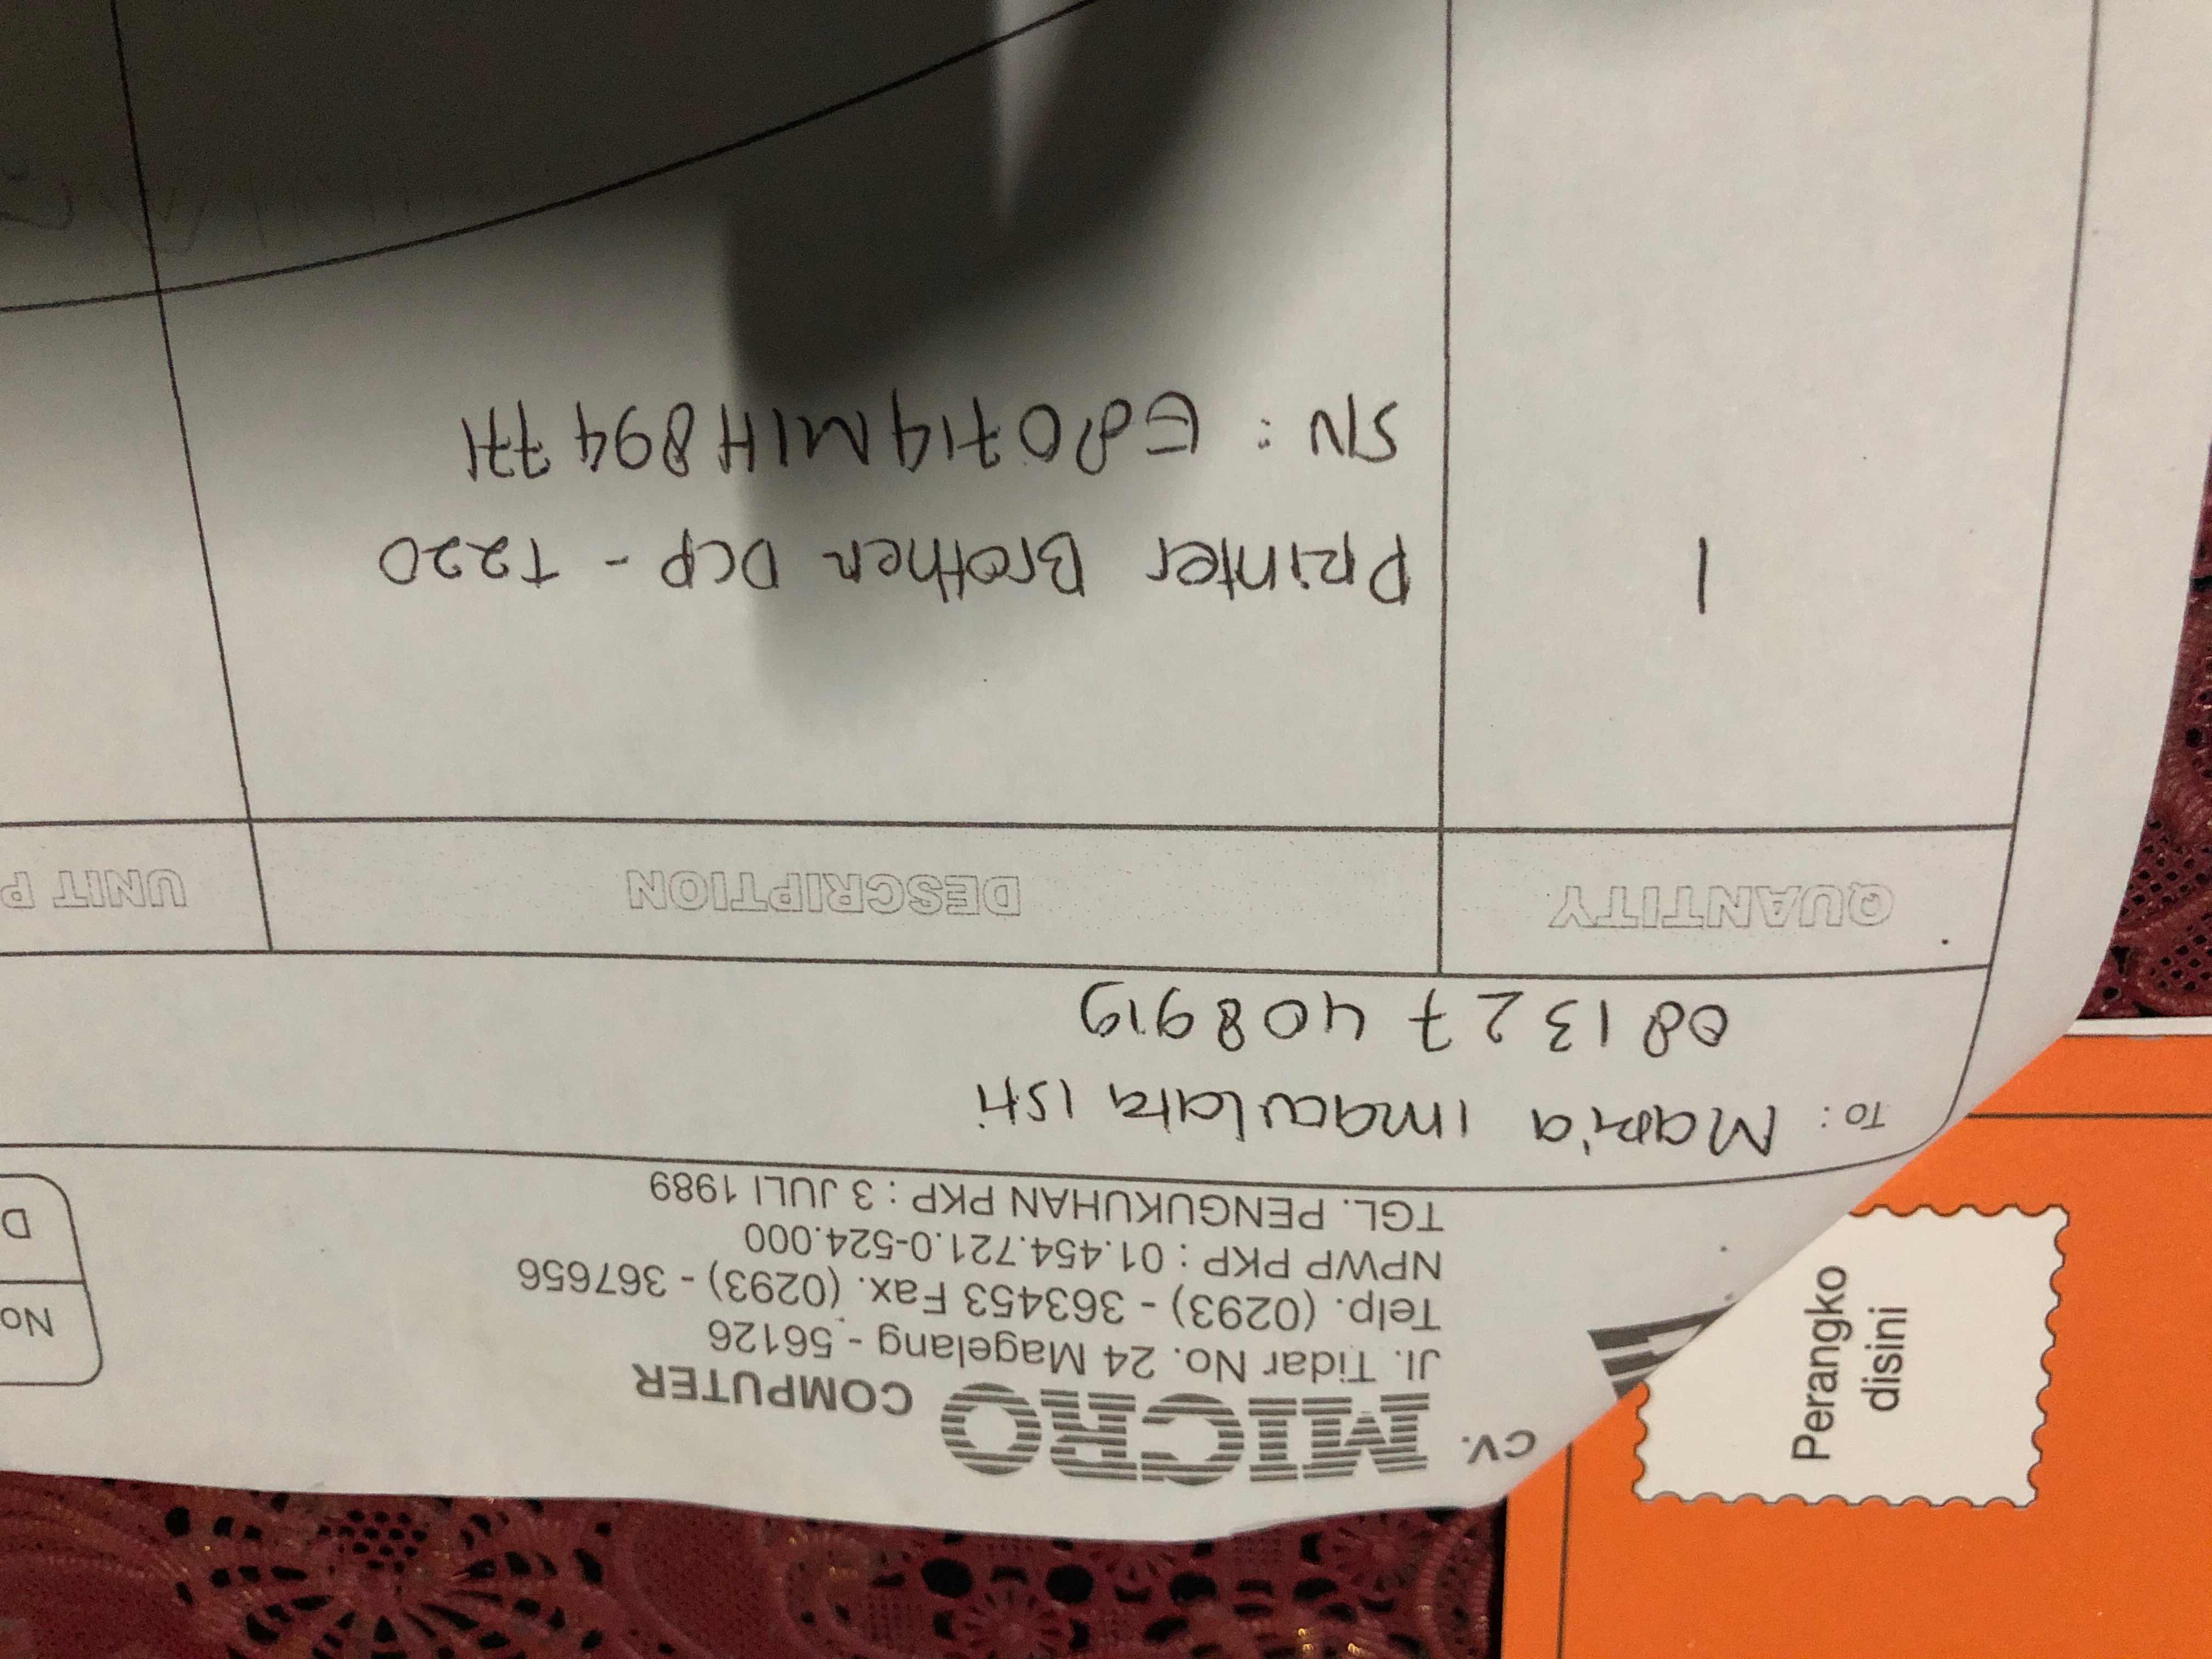 CV. MICRO COMPUTER
Jl. Tidar No. 24 Magelang - 56126
Telp. (0293) - 363453 Fax. (0293) - 367656
NPWP PKP : 01.454.721.0-524.000
TGL. PENGUKUHAN PKP : 3 JULI 1989
No
D
TO : Maria imaculata isti
081327408919
QUANTITY DESCRIPTION UNIT P
1 Printer Brother DCP - T220
S/N : E80714M1H894771
Perangko
disini